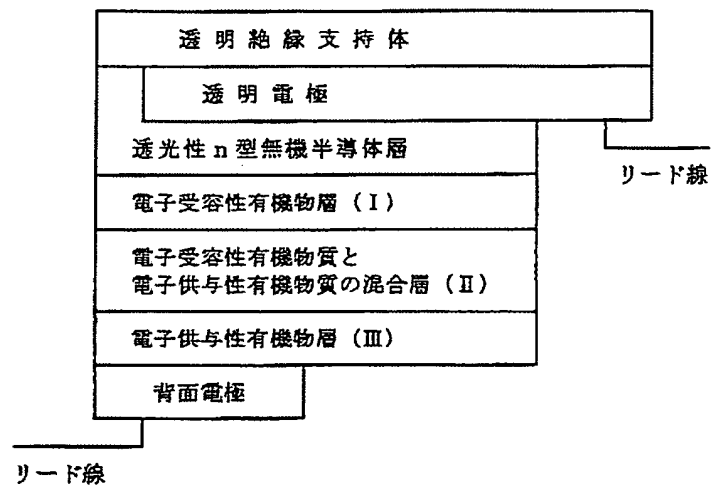 透明絶縁支持体
透明電極
透光性n型無機半導体層
リード線
電子受容性有機物層（Ⅰ）
電子受容性有機物質と
電子供与性有機物質の混合層（Ⅱ）
電子供与性有機物層（Ⅲ）
背面電極
リード線